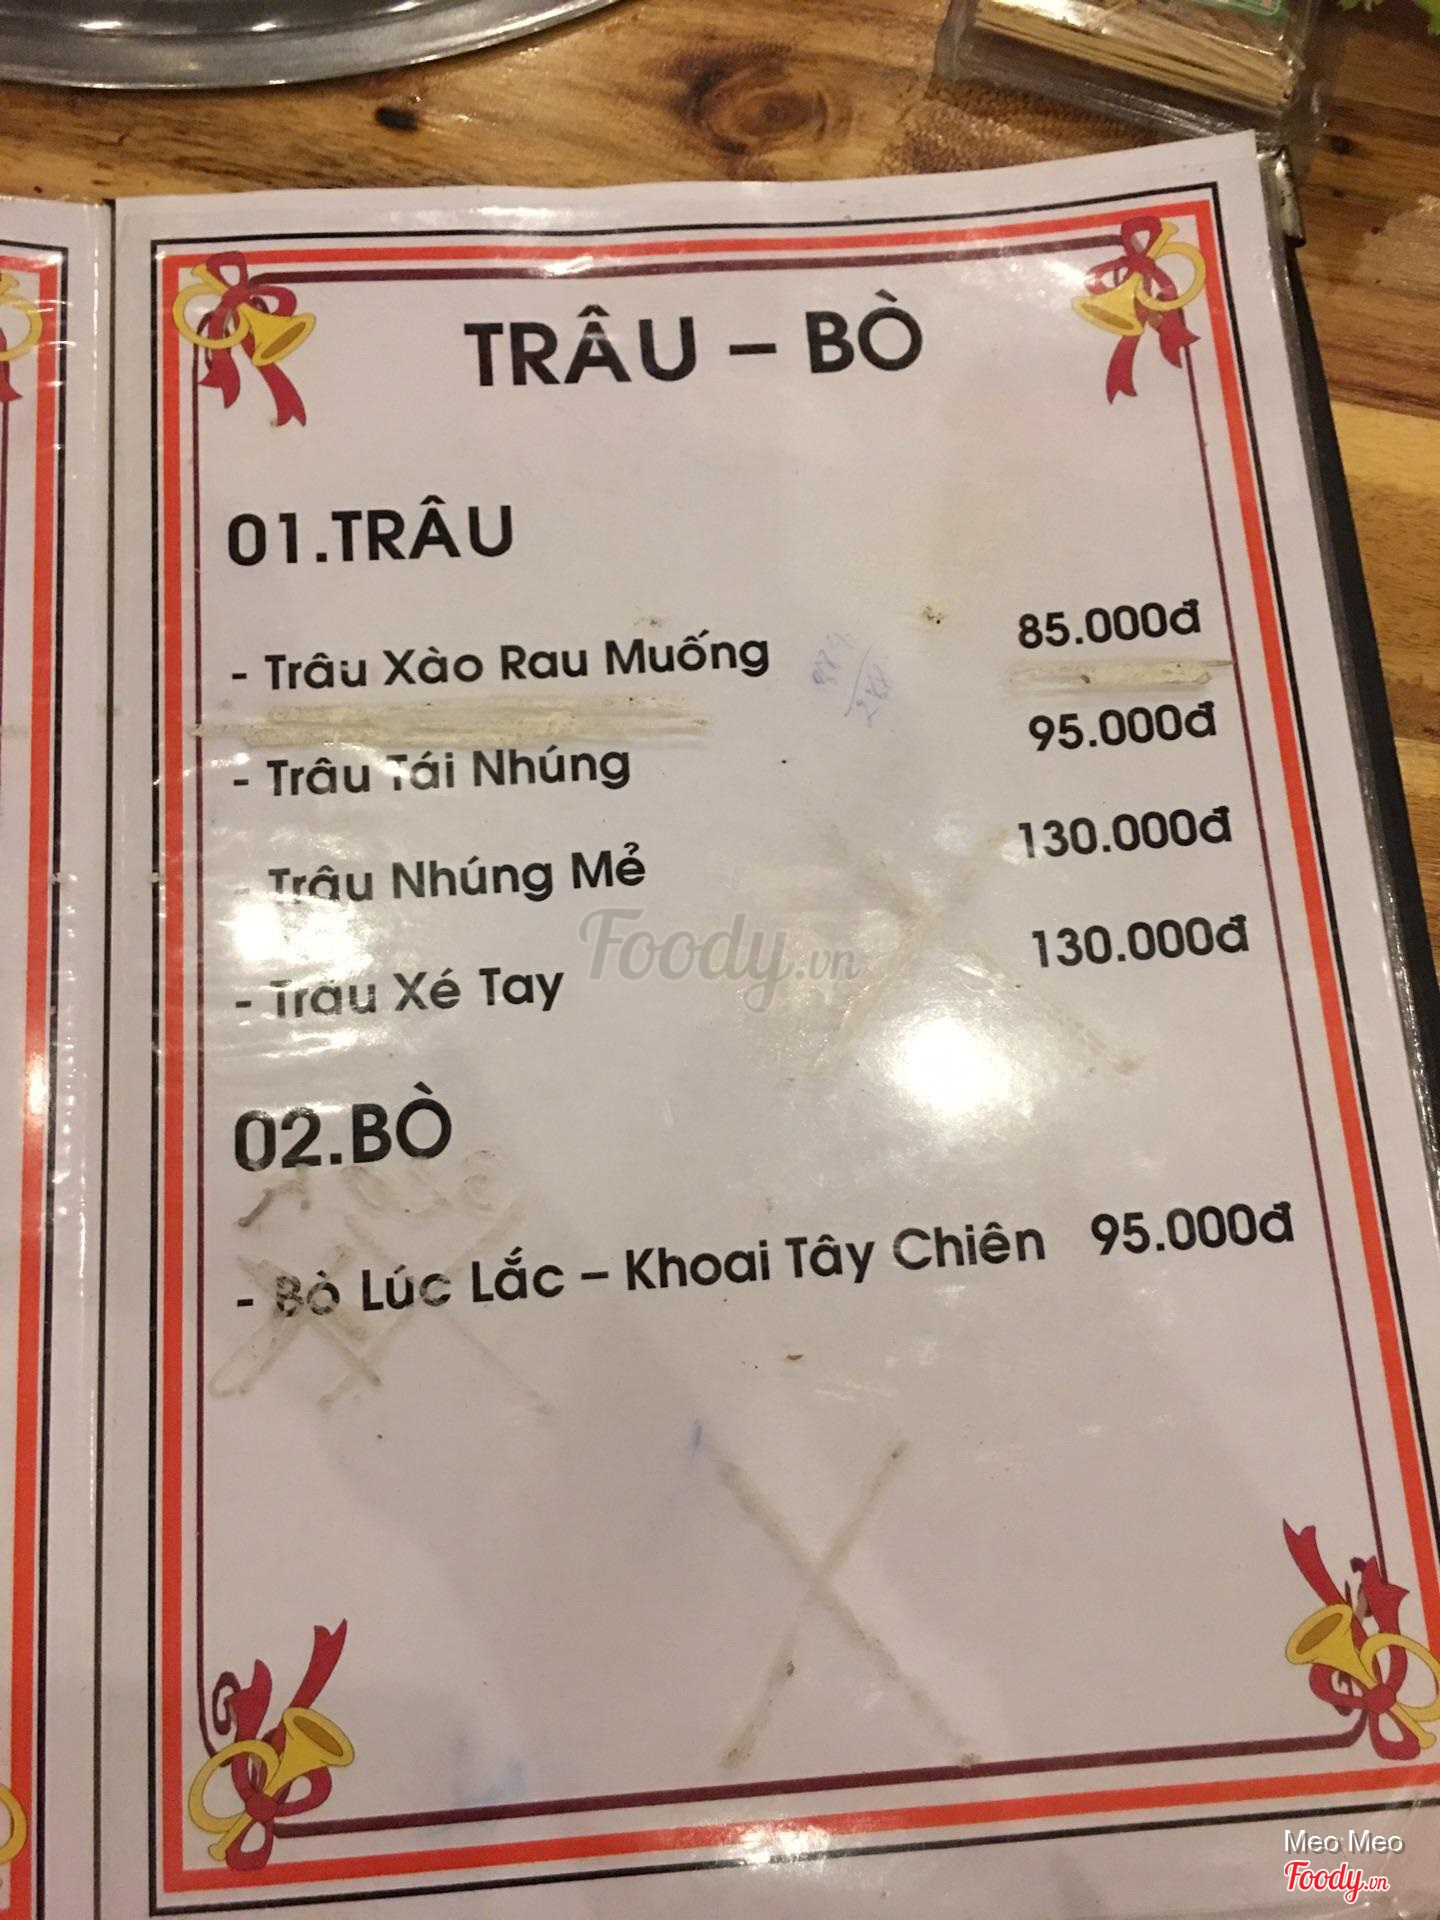 TRÂU – BÒ
01.TRÂU
- Trâu Xào Rau Muống 85.000đ
- Trâu Tái Nhúng 95.000đ
- Trâu Nhúng Mẻ 130.000đ
- Trâu Xé Tay 130.000đ
Foody.vn
02.BÒ
- Bò Lúc Lắc – Khoai Tây Chiên 95.000đ
Meo Meo
Foody.vn